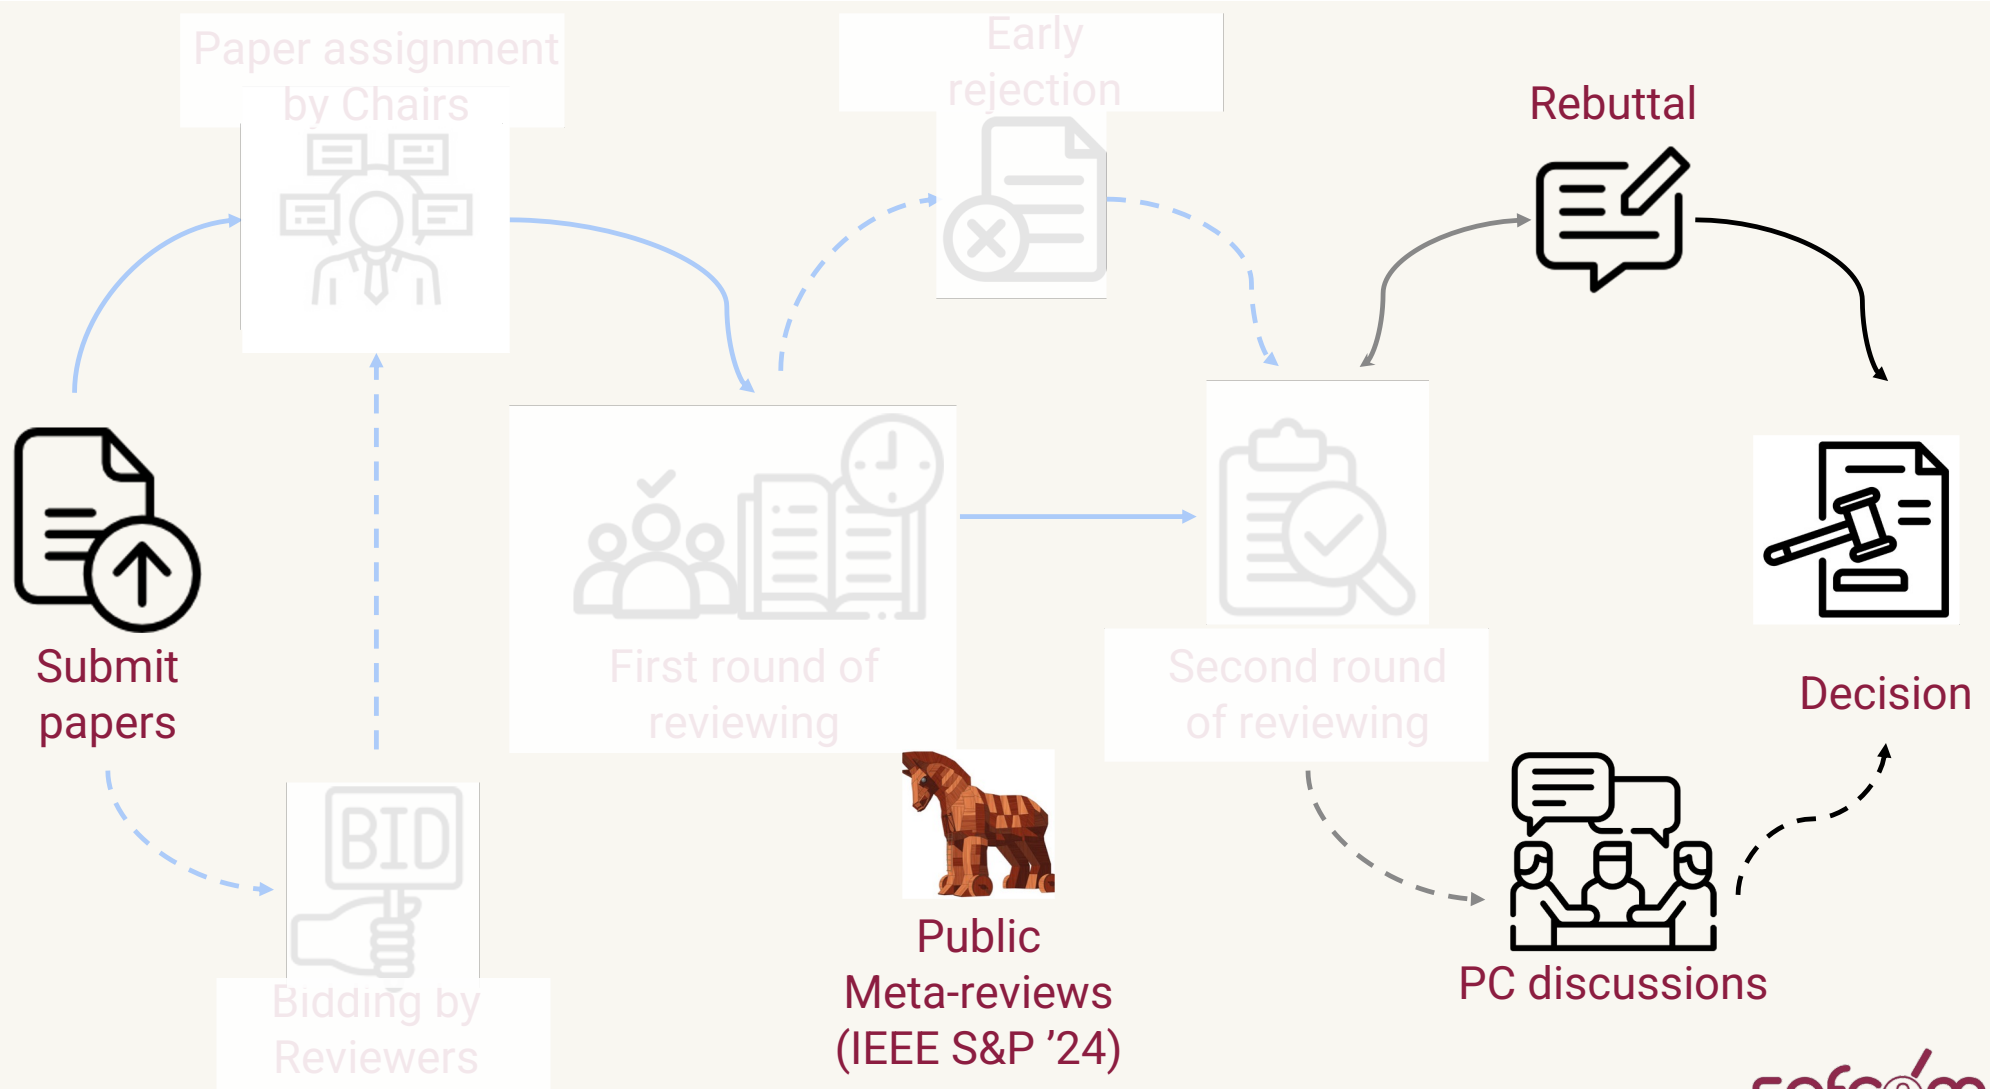 Paper assignment
by Chairs
Early
rejection
Rebuttal
Submit
papers
First round of
reviewing
Second round
of reviewing
Decision
BID
Bidding by
Reviewers
Public
Meta-reviews
(IEEE S&P ’24)
PC discussions